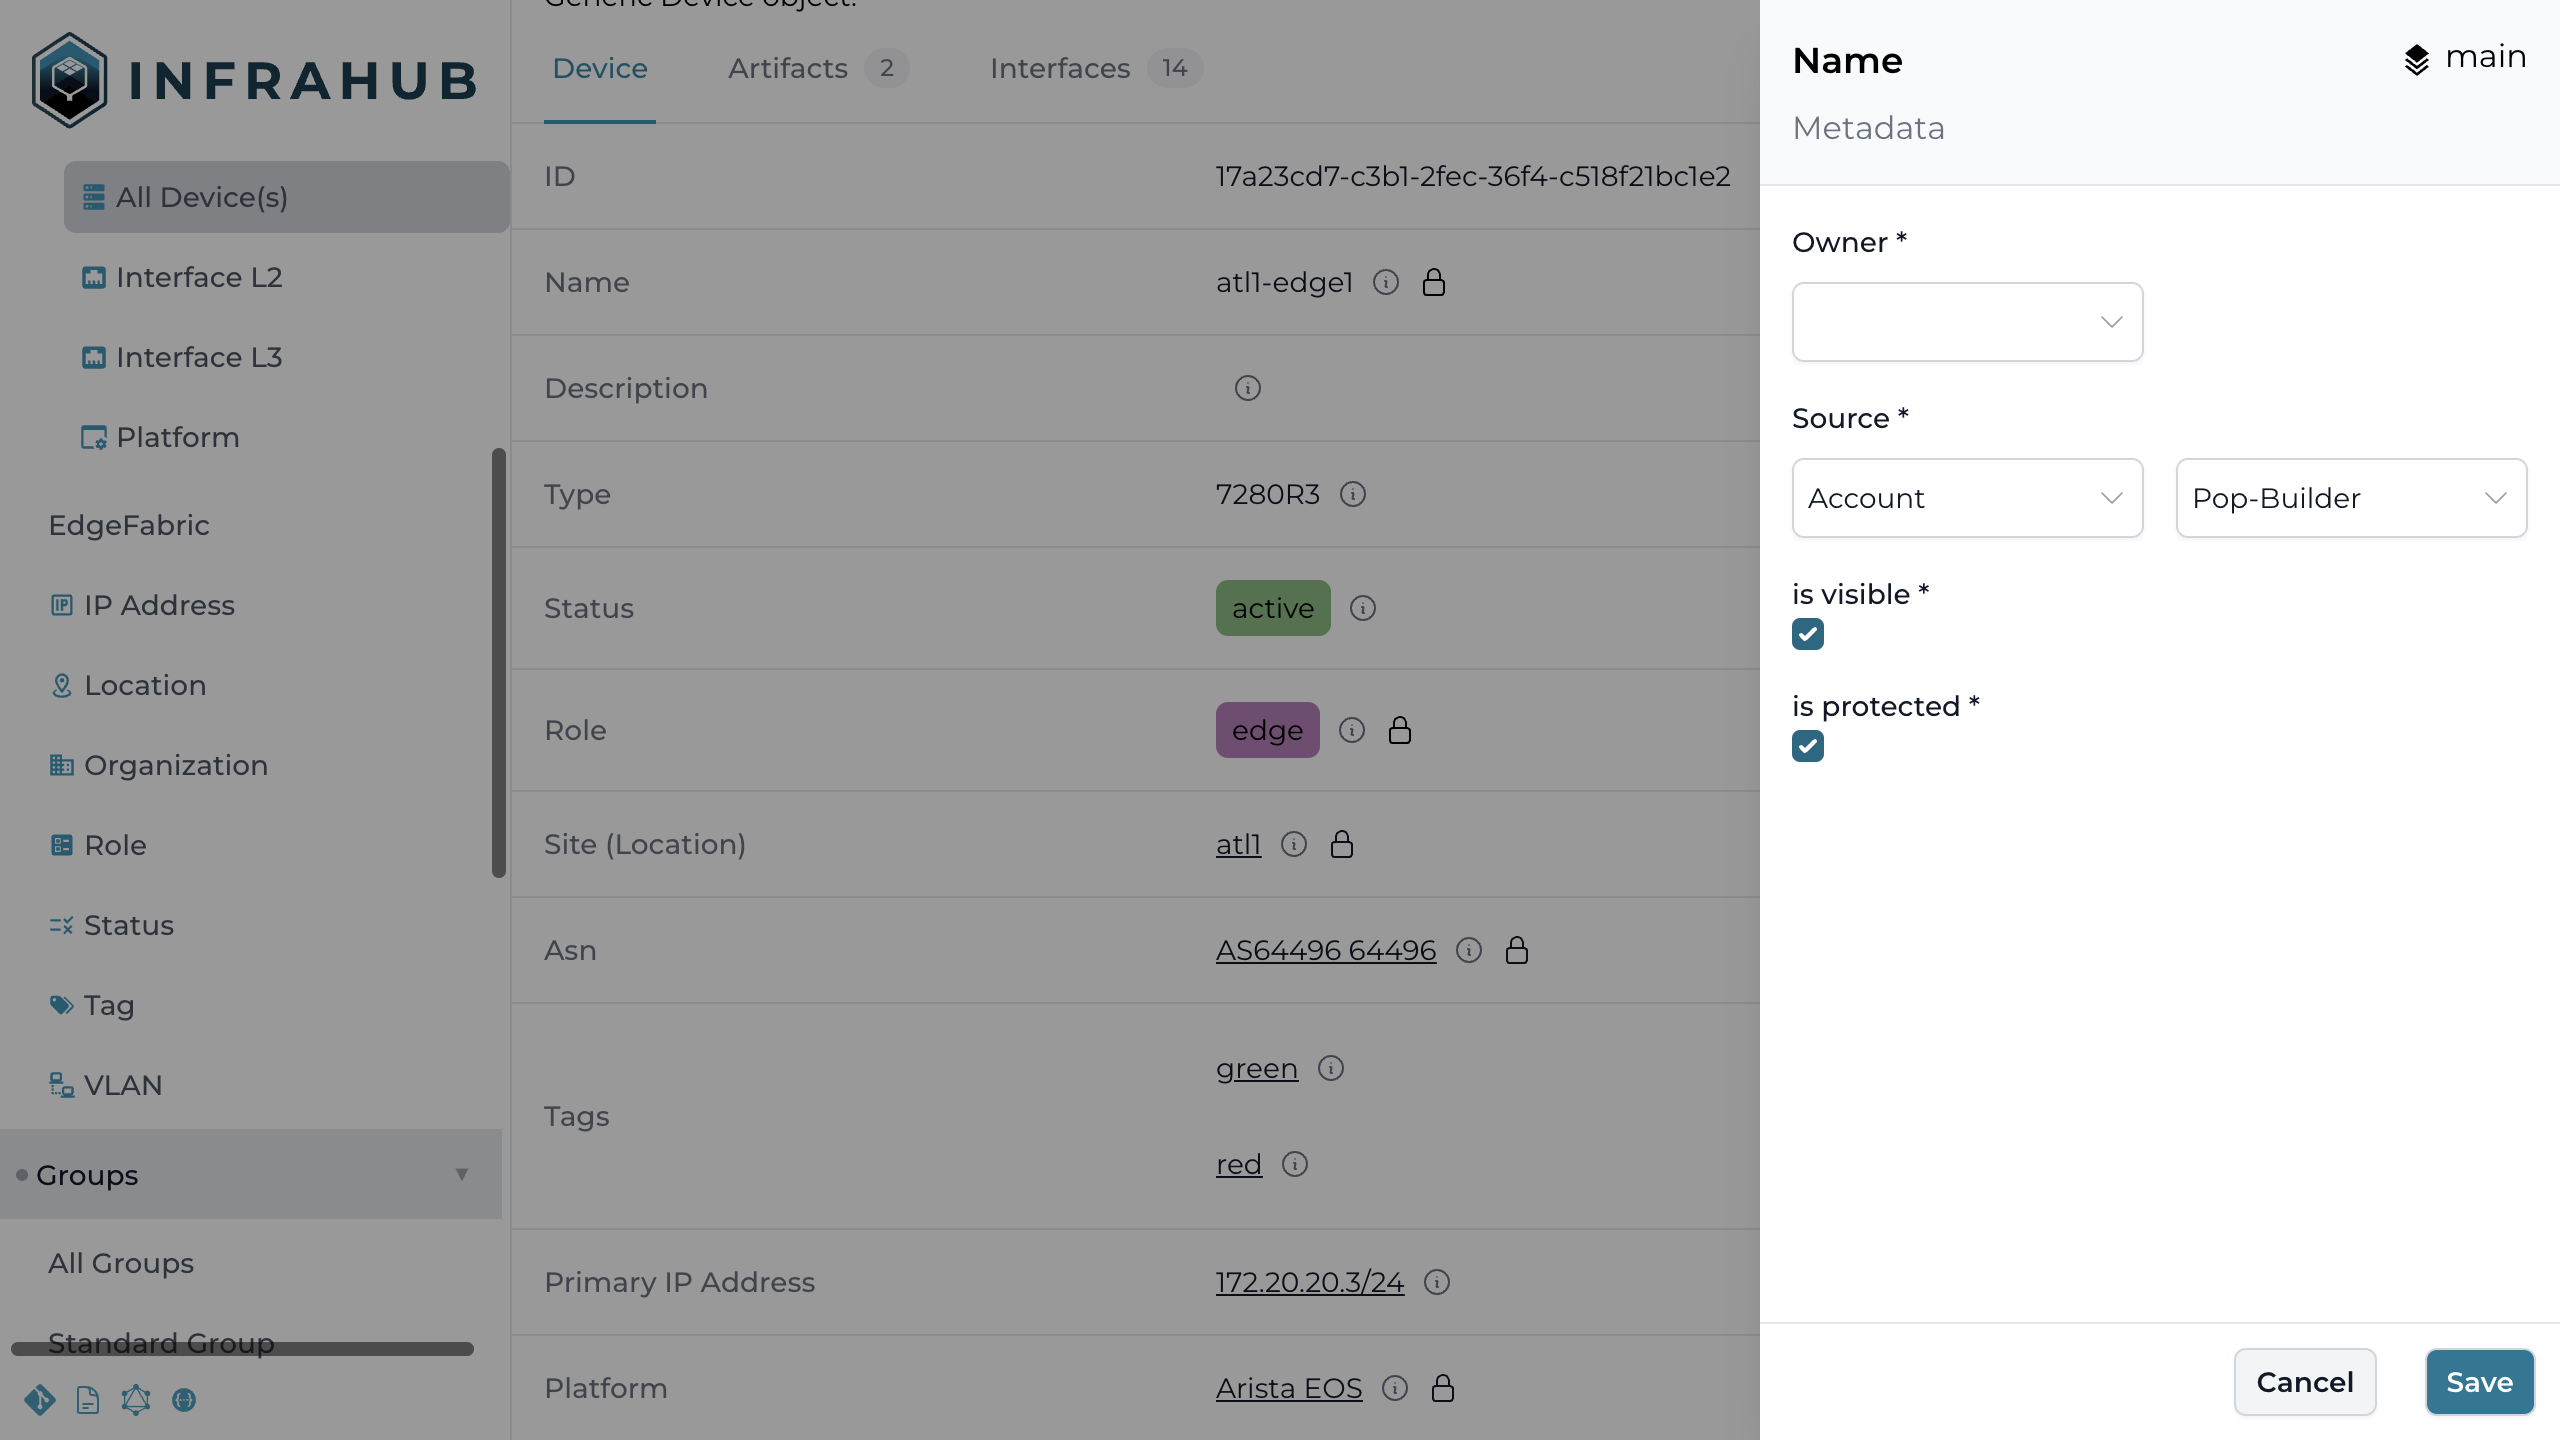 INFRAHUB
All Device(s)
Interface L2
Interface L3
Platform
EdgeFabric
IP Address
Location
Organization
Role
Status
Tag
VLAN
Groups
All Groups
Standard Group
Generic Device object.
Device
Artifacts 2
Interfaces 14
ID 17a23cd7-c3b1-2fec-36f4-c518f21bc1e2
Name atl1-edge1
Description
Type 7280R3
Status active
Role edge
Site (Location) atl1
Asn AS64496 64496
Tags
green
red
Primary IP Address 172.20.20.3/24
Platform Arista EOS
Name
main
Metadata
Owner *
Source *
Account
Pop-Builder
is visible *
is protected *
Cancel
Save